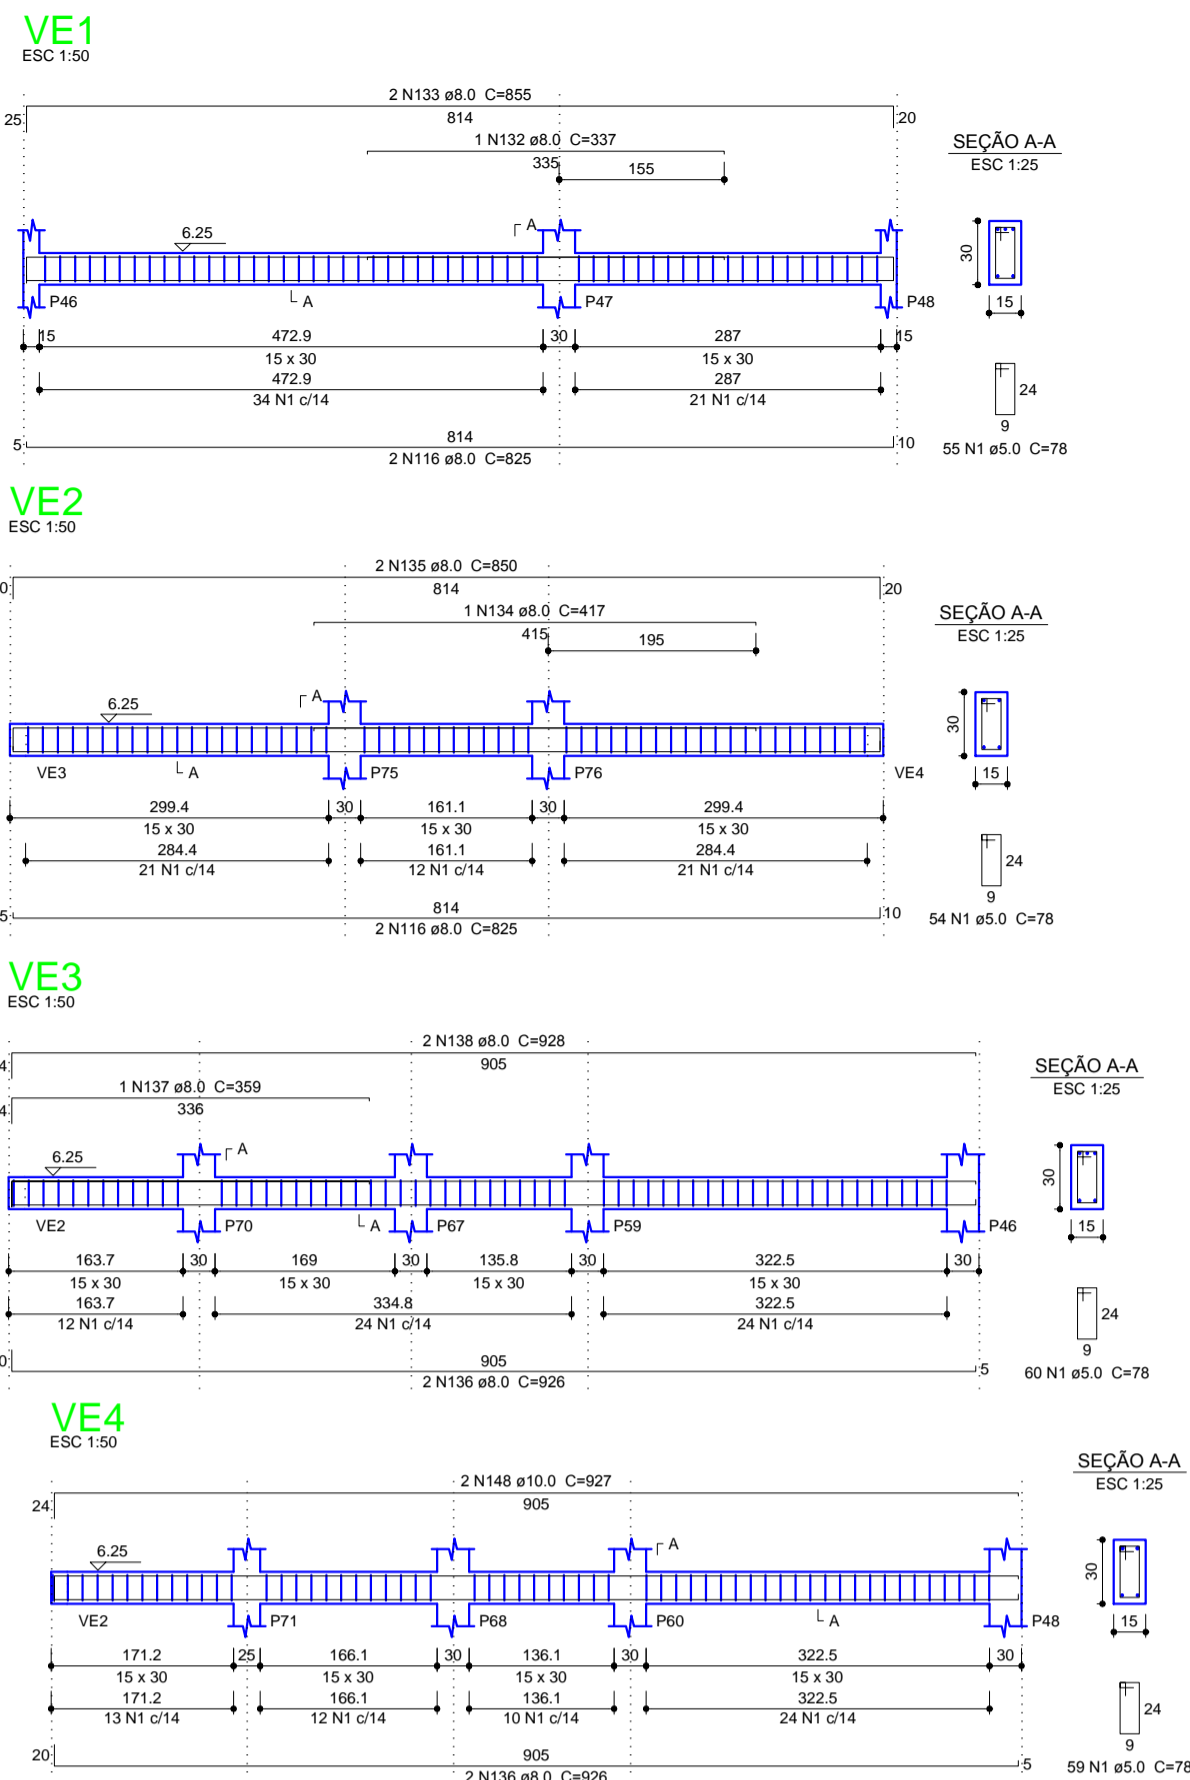 VE1
ESC 1:50
2 N133 ø8.0 C=855
25
814
20
1 N132 ø8.0 C=337
335
155
SEÇÃO A-A
ESC 1:25
A
6.25
30
A
P46
P47
P48
15
15
472.9
30
287
15
15 x 30
15 x 30
472.9
287
34 N1 c/14
21 N1 c/14
24
9
5
814
10
2 N116 ø8.0 C=825
55 N1 ø5.0 C=78
VE2
ESC 1:50
2 N135 ø8.0 C=850
0
814
20
1 N134 ø8.0 C=417
415
195
SEÇÃO A-A
ESC 1:25
A
6.25
30
VE3
A
P75
P76
VE4
15
299.4
30
161.1
30
299.4
15 x 30
15 x 30
15 x 30
284.4
161.1
284.4
21 N1 c/14
12 N1 c/14
21 N1 c/14
24
9
5
814
10
2 N116 ø8.0 C=825
54 N1 ø5.0 C=78
VE3
ESC 1:50
2 N138 ø8.0 C=928
4
905
1 N137 ø8.0 C=359
4
336
SEÇÃO A-A
ESC 1:25
A
6.25
30
VE2
P70
A
P67
P59
P46
15
163.7
30
169
30
135.8
30
322.5
30
15 x 30
15 x 30
15 x 30
15 x 30
163.7
334.8
322.5
12 N1 c/14
24 N1 c/14
24 N1 c/14
24
9
0
905
5
2 N136 ø8.0 C=926
60 N1 ø5.0 C=78
VE4
ESC 1:50
2 N148 ø10.0 C=927
24
905
SEÇÃO A-A
ESC 1:25
A
6.25
30
VE2
P71
P68
P60
A
P48
15
171.2
25
166.1
30
136.1
30
322.5
30
15 x 30
15 x 30
15 x 30
15 x 30
171.2
166.1
136.1
322.5
13 N1 c/14
12 N1 c/14
10 N1 c/14
24 N1 c/14
24
9
20
905
5
2 N136 ø8.0 C=926
59 N1 ø5.0 C=78